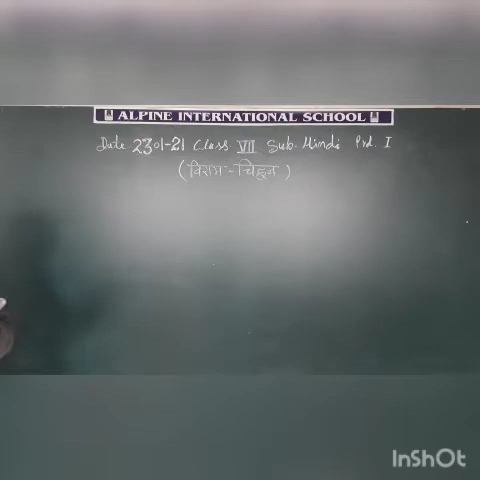 ALPINE INTERNATIONAL SCHOOL
Date 23-01-21 Class VII Sub. Hindi Prd. I
(विराम-चिह्न)
InShOt